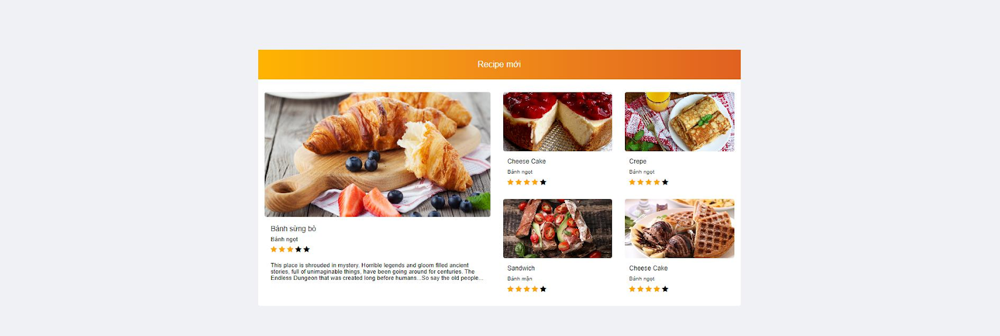 Recipe mới
Bánh sừng bò
Bánh ngọt
This place is shrouded in mystery. Horrible legends and gloom filled ancient
stories, full of unimaginable things, have been going around for centuries. The
Endless Dungeon that was created long before humans...So say the old people...
Cheese Cake
Bánh ngọt
Crepe
Bánh ngọt
Sandwich
Bánh mặn
Cheese Cake
Bánh ngọt